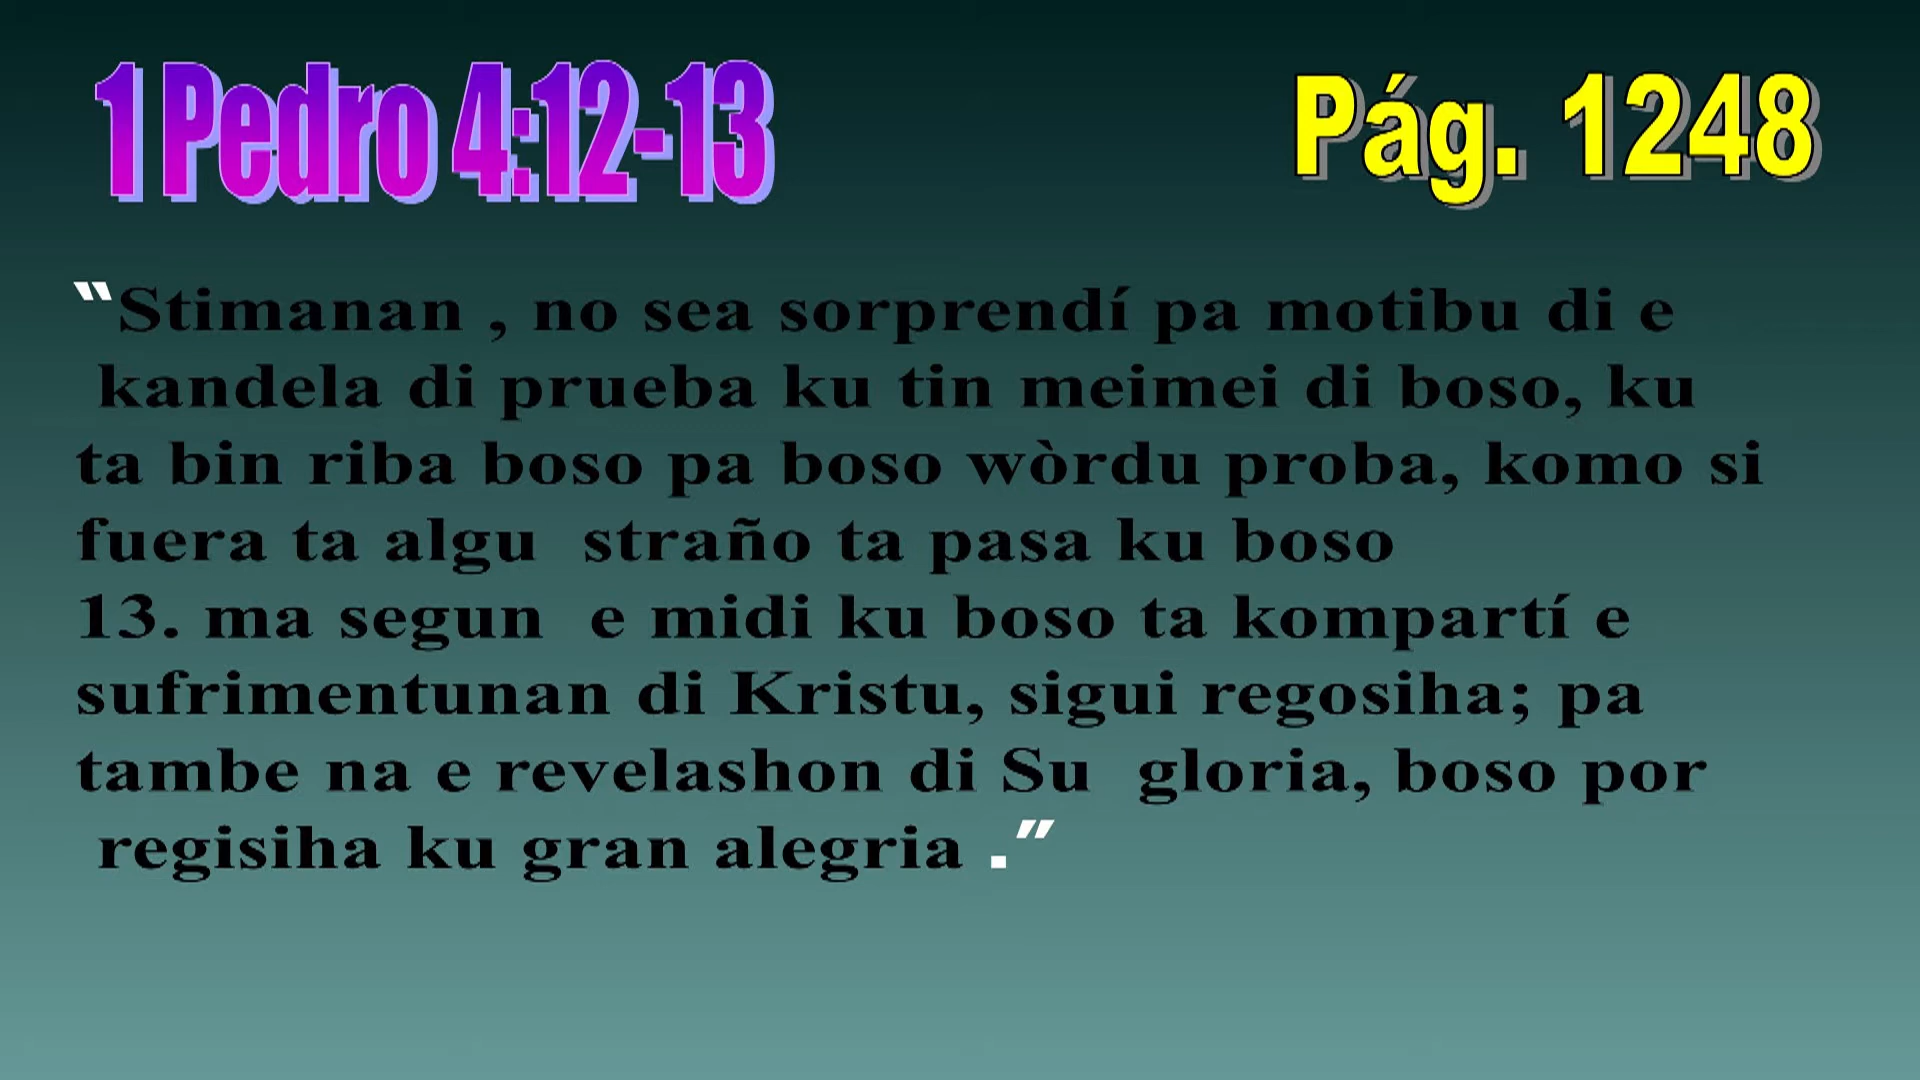 1 Pedro 4:12-13
Pág. 1248
“Stimanan , no sea sorprendí pa motibu di e
kandela di prueba ku tin meimei di boso, ku
ta bin riba boso pa boso wòrdu proba, komo si
fuera ta algu straño ta pasa ku boso
13. ma segun e midi ku boso ta kompartí e
sufrimentunan di Kristu, sigui regosiha; pa
tambe na e revelashon di Su gloria, boso por
regisiha ku gran alegria .”